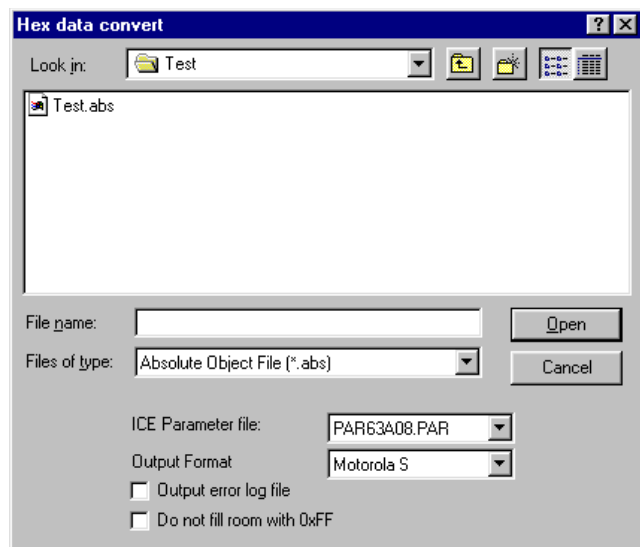 Hex data convert
Look in: Test
Test.abs
File name: Open
Files of type: Absolute Object File (*.abs) Cancel
ICE Parameter file: PAR63A08.PAR
Output Format Motorola S
Output error log file
Do not fill room with 0xFF